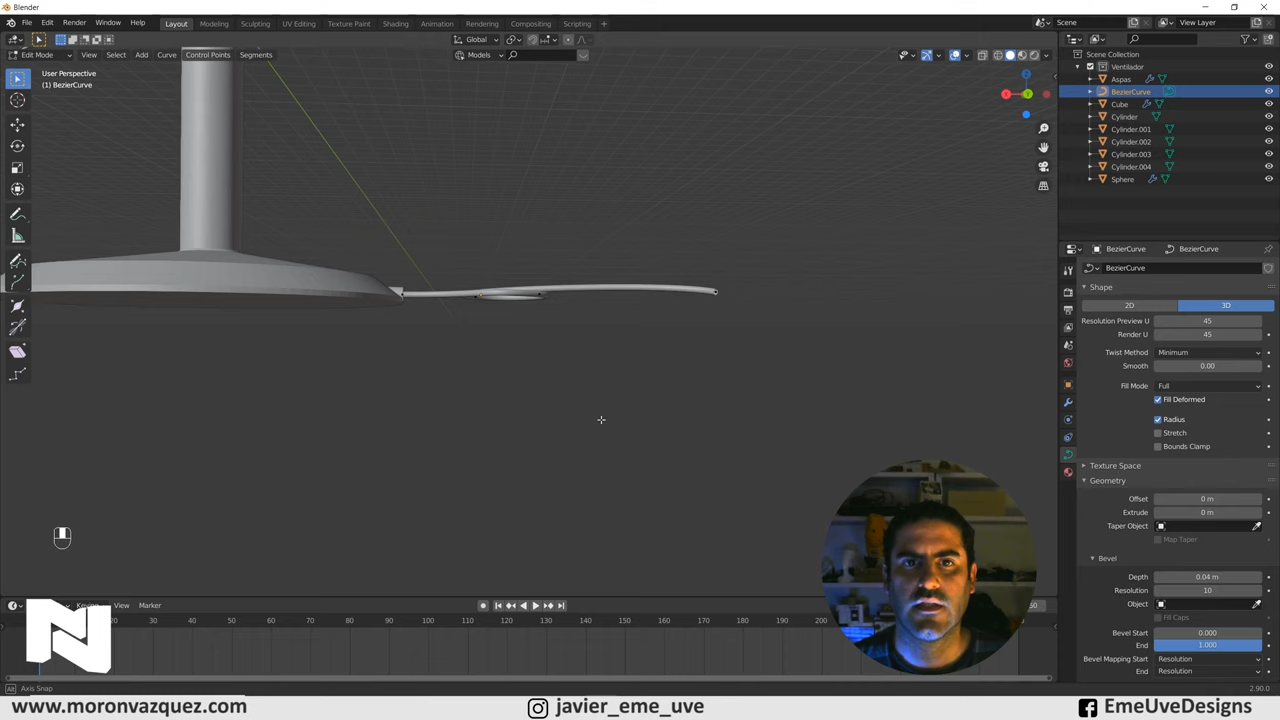 Blender
File Edit Render Window Help Layout Modeling Sculpting UV Editing Texture Paint Shading Animation Rendering Compositing Scripting Scene View Layer
Global
Edit Mode View Select Add Curve Control Points Segments Models
User Perspective
(1) BezierCurve
Scene Collection
Ventilador
Aspas
BezierCurve
Cube
Cylinder
Cylinder.001
Cylinder.002
Cylinder.003
Cylinder.004
Sphere
BezierCurve BezierCurve
BezierCurve
Shape
2D 3D
Resolution Preview U 45
Render U 45
Twist Method Minimum
Smooth 0.00
Fill Mode Full
Fill Deformed
Radius
Stretch
Bounds Clamp
Texture Space
Geometry
Offset 0 m
Extrude 0 m
Taper Object
Map Taper
Bevel
Depth 0.04 m
Resolution 10
Object
Fill Caps
Bevel Start 0.000
End 1.000
Bevel Mapping Start Resolution
End Resolution
View Marker
20 30 40 50 60 70 80 90 100 110 120 130 140 150 160 170 180 190 200
N
Axis Snap 2.90.0
www.moronvazquez.com javier_eme_uve EmeUveDesigns